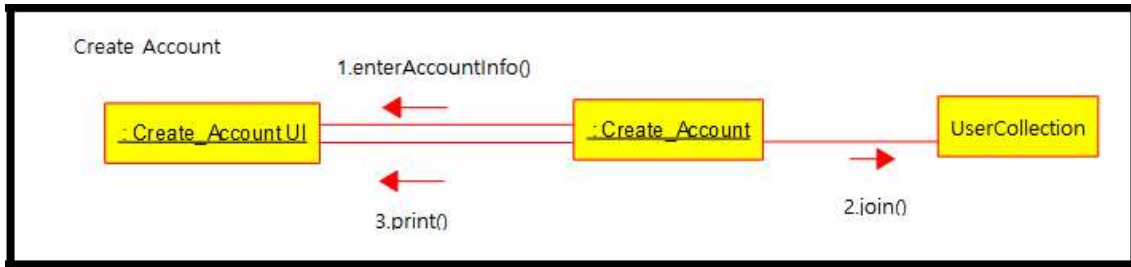 Create Account
1.enterAccountInfo()
: Create_Account UI
: Create_Account
UserCollection
3.print()
2.join()